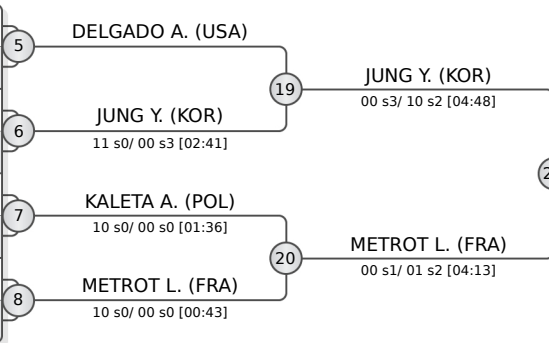 5
DELGADO A. (USA)
19
JUNG Y. (KOR)
00 s3/ 10 s2 [04:48]
6
JUNG Y. (KOR)
11 s0/ 00 s3 [02:41]
7
KALETA A. (POL)
10 s0/ 00 s0 [01:36]
20
METROT L. (FRA)
00 s1/ 01 s2 [04:13]
8
METROT L. (FRA)
10 s0/ 00 s0 [00:43]